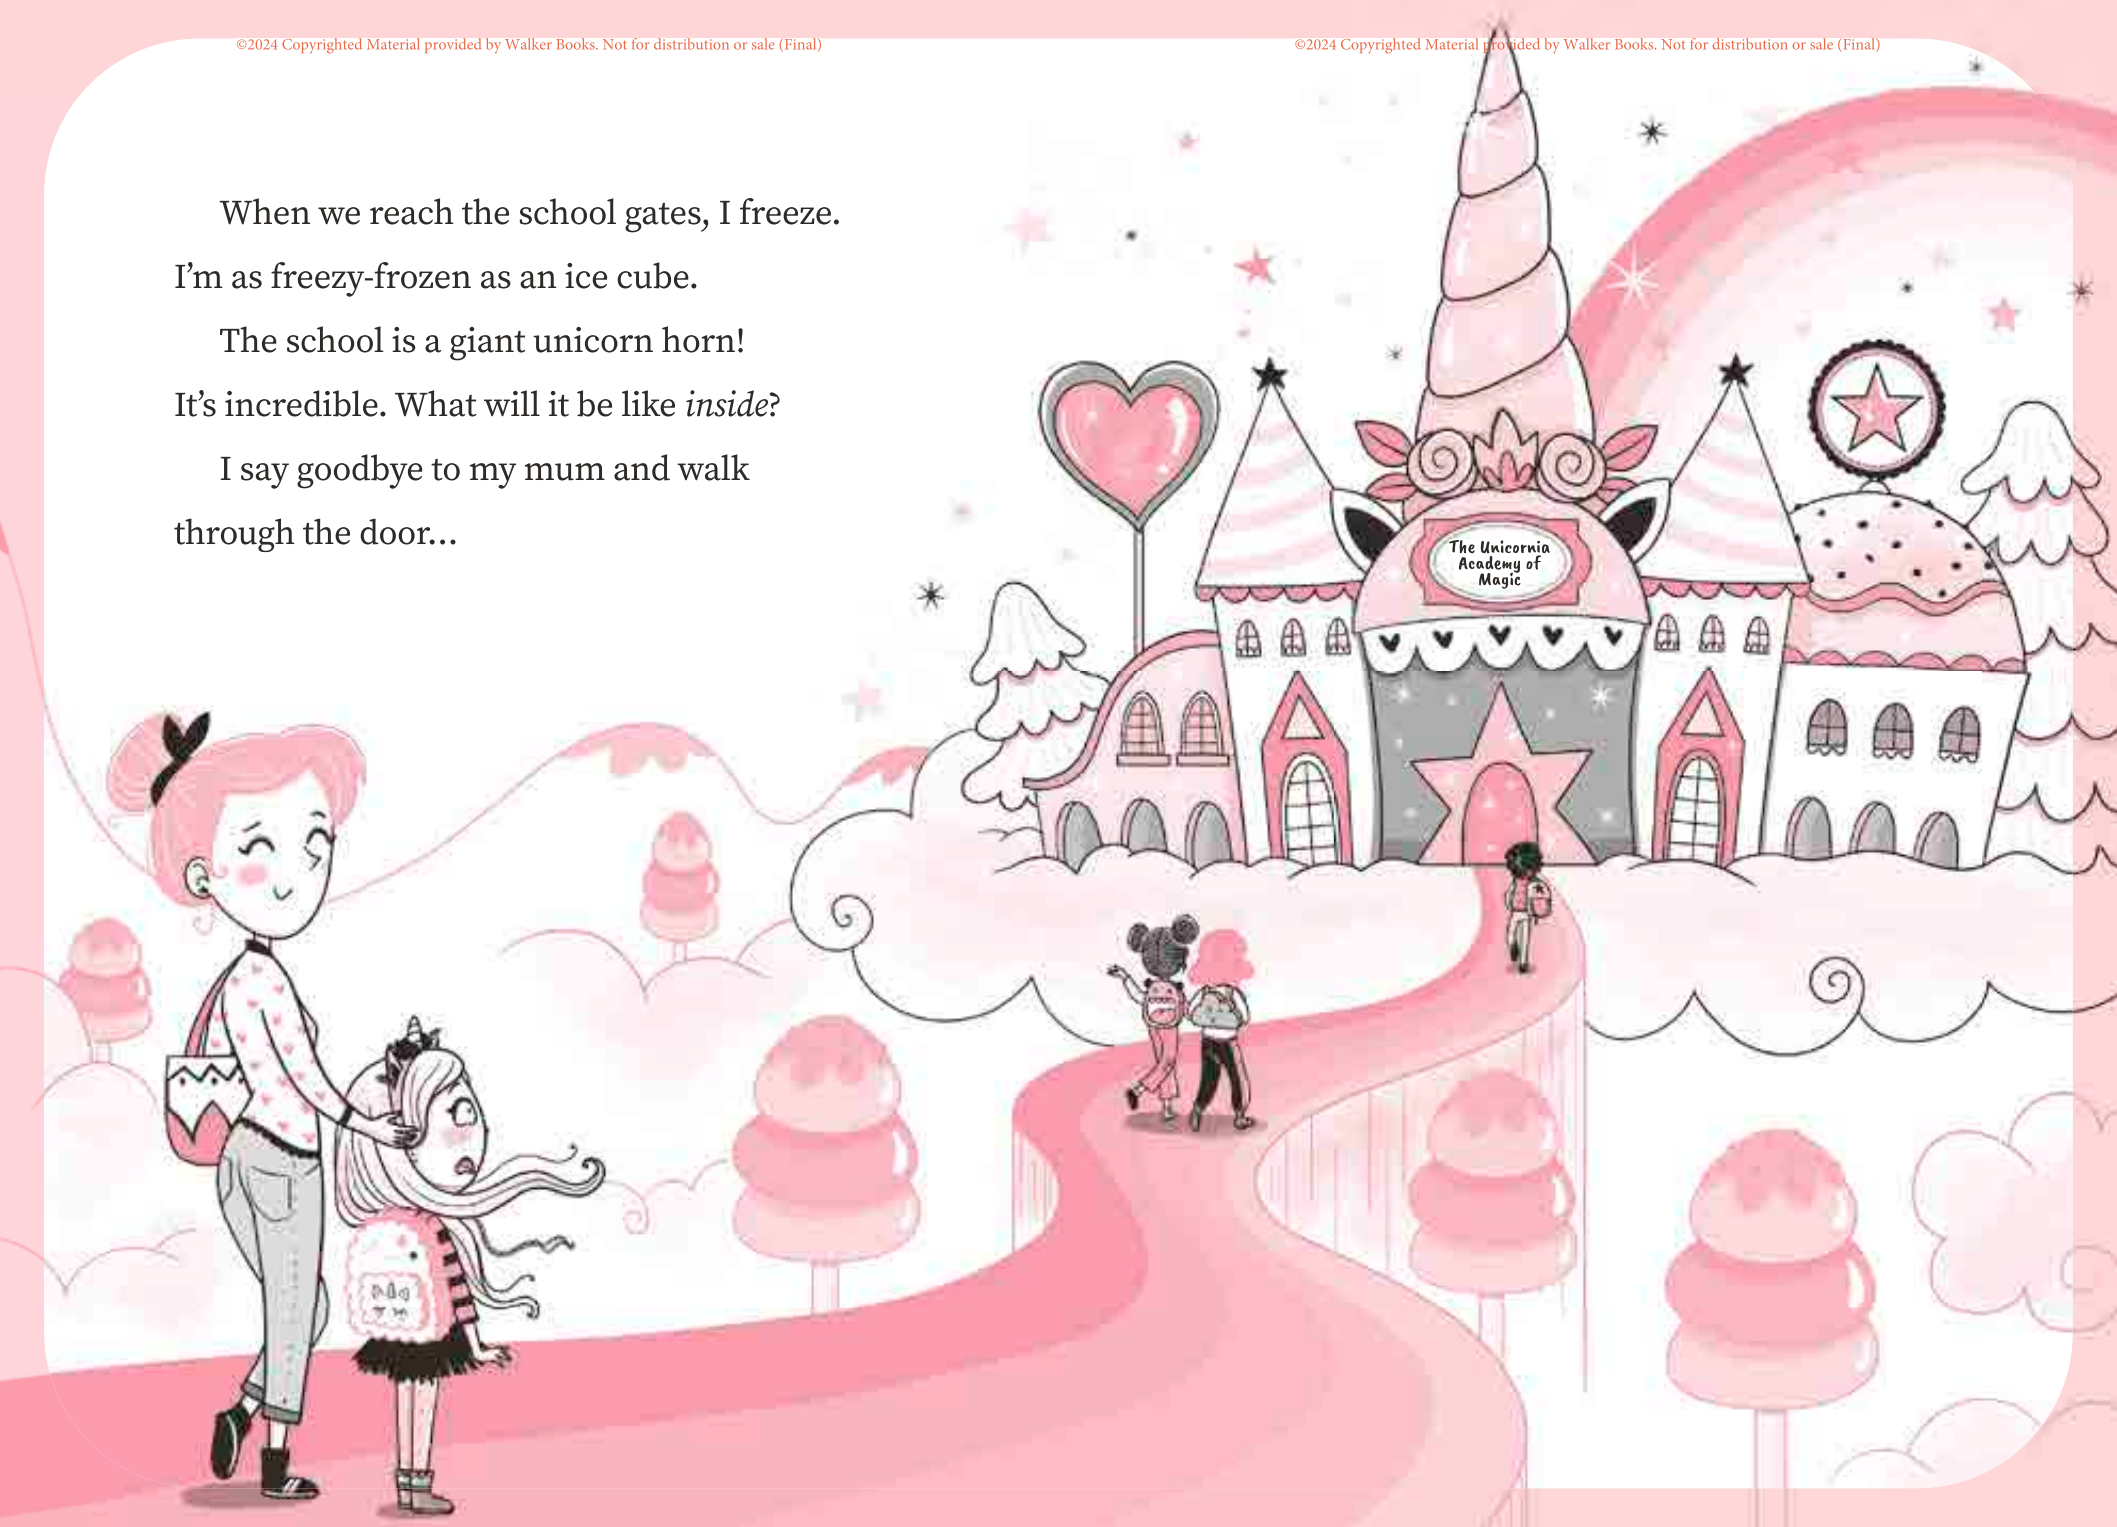 ©2024 Copyrighted Material provided by Walker Books. Not for distribution or sale (Final)
When we reach the school gates, I freeze.
I’m as freezy-frozen as an ice cube.
The school is a giant unicorn horn!
It’s incredible. What will it be like inside?
I say goodbye to my mum and walk
through the door...
©2024 Copyrighted Material provided by Walker Books. Not for distribution or sale (Final)
The Unicornia
Academy of
Magic